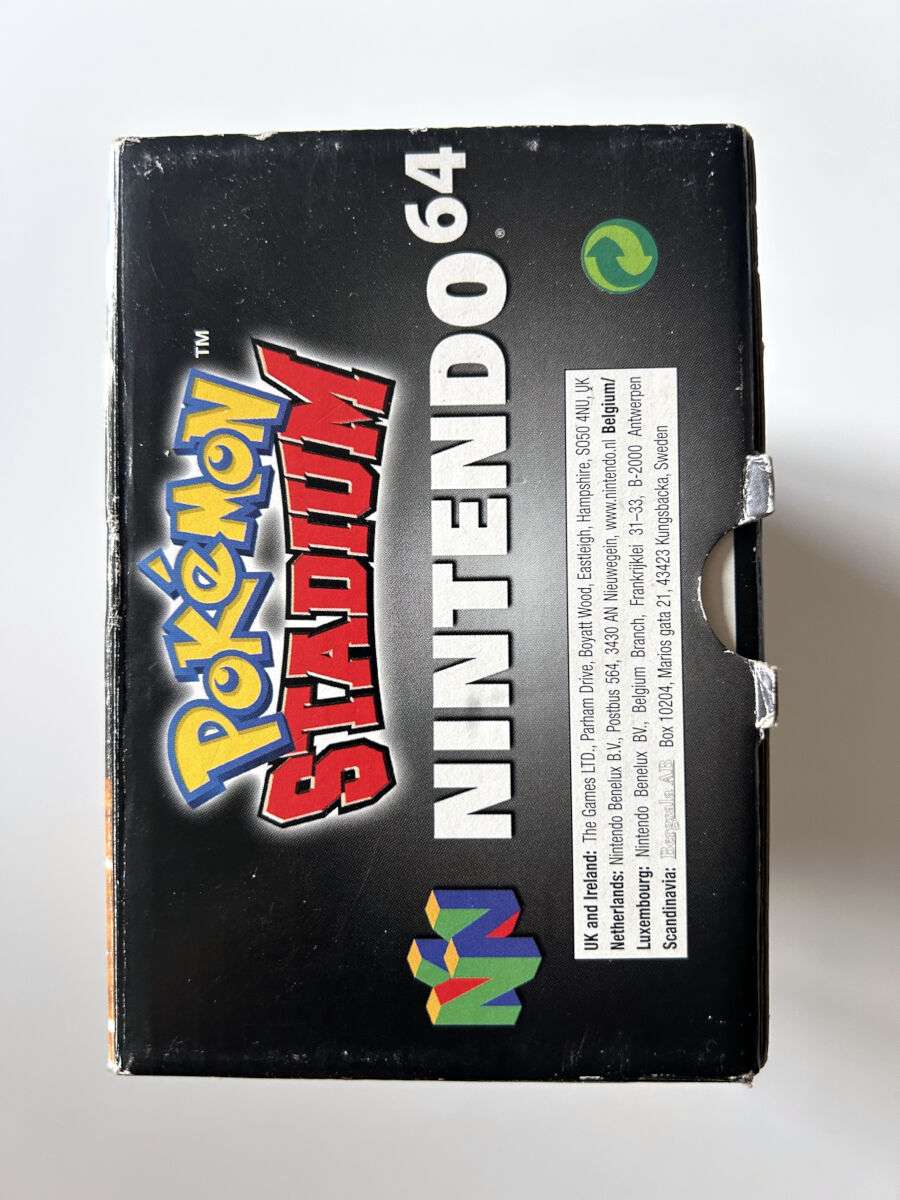 POKéMON™
STADIUM
NINTENDO 64®
UK and Ireland: The Games LTD., Parham Drive, Boyatt Wood, Eastleigh, Hampshire, SO50 4NU, UK
Netherlands: Nintendo Benelux B.V., Postbus 564, 3430 AN Nieuwegein, www.nintendo.nl Belgium/
Luxembourg: Nintendo Benelux BV., Belgium Branch, Frankrijklei 31–33, B-2000 Antwerpen
Scandinavia: Bergsala AB Box 10204, Marios gata 21, 43423 Kungsbacka, Sweden